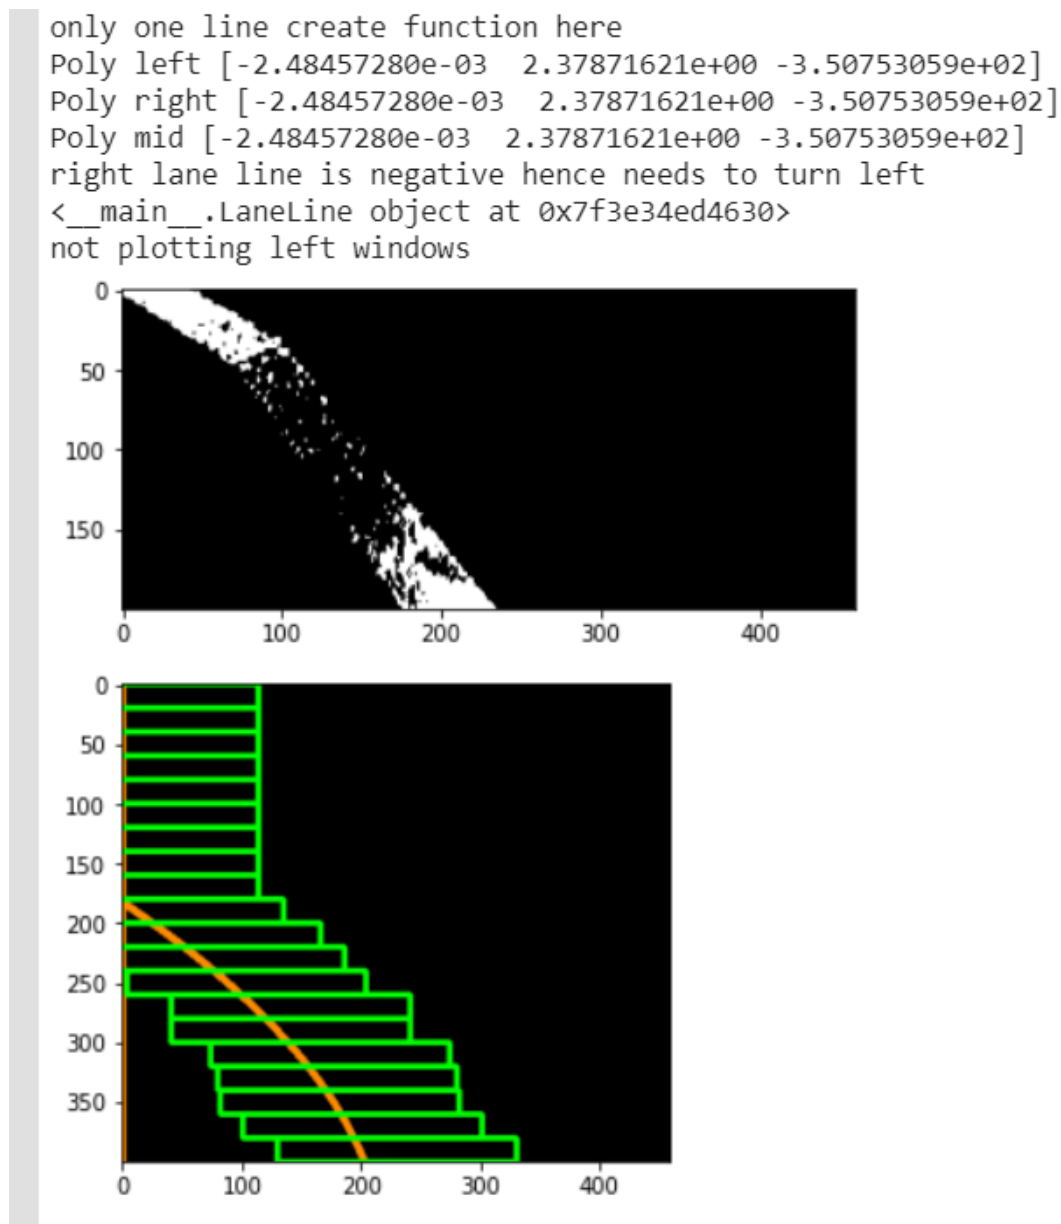 only one line create function here
Poly left [-2.48457280e-03  2.37871621e+00 -3.50753059e+02]
Poly right [-2.48457280e-03  2.37871621e+00 -3.50753059e+02]
Poly mid [-2.48457280e-03  2.37871621e+00 -3.50753059e+02]
right lane line is negative hence needs to turn left
<__main__.LaneLine object at 0x7f3e34ed4630>
not plotting left windows
0
50
100
150
0 100 200 300 400
0
50
100
150
200
250
300
350
0 100 200 300 400